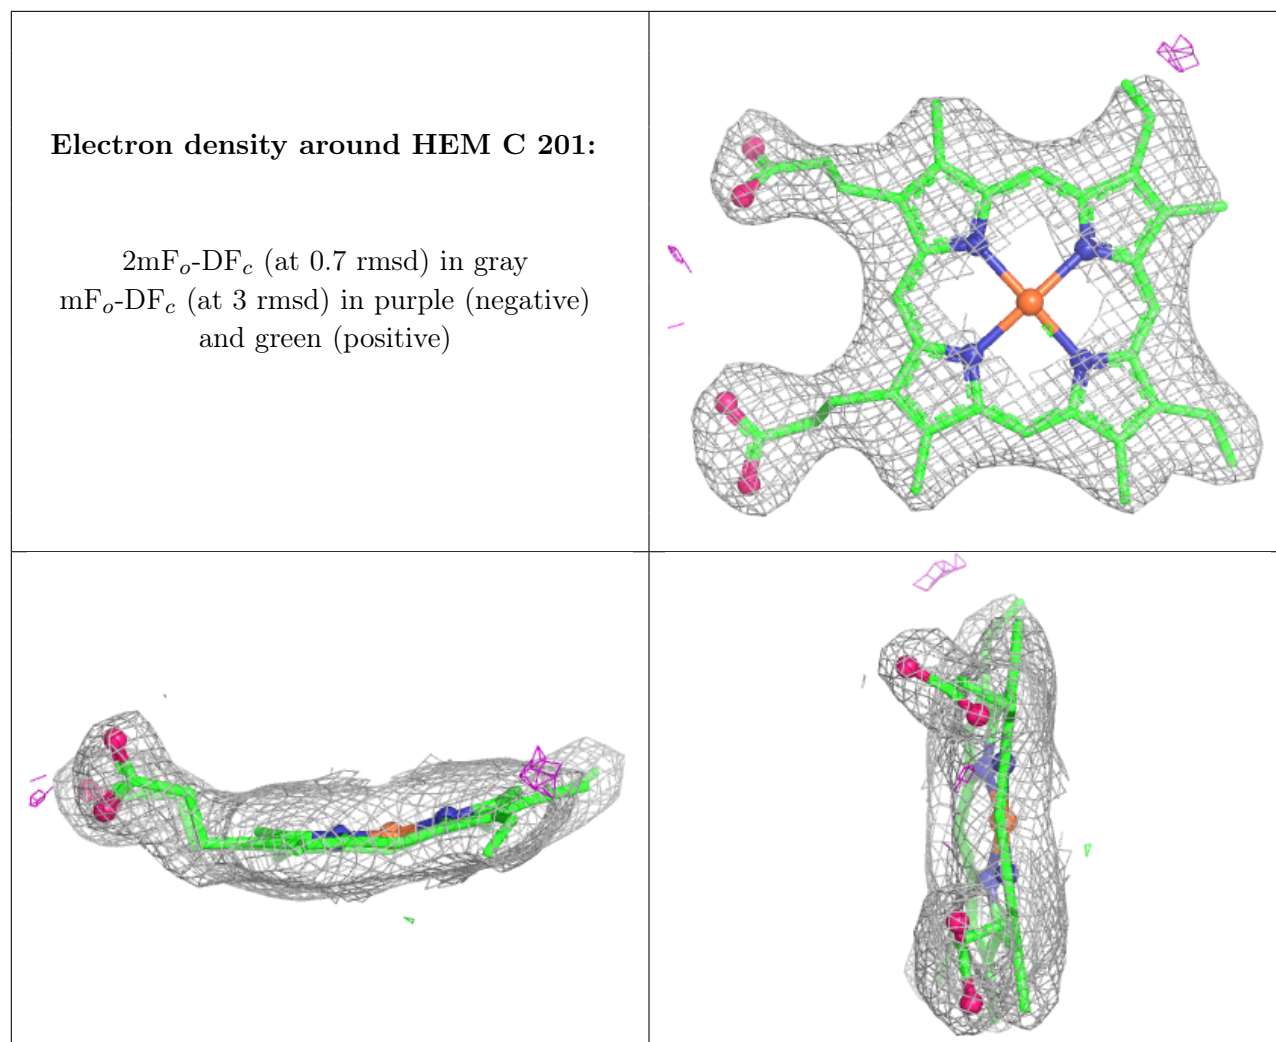 Electron density around HEM C 201:
2mFo-DFc (at 0.7 rmsd) in gray
mFo-DFc (at 3 rmsd) in purple (negative)
and green (positive)